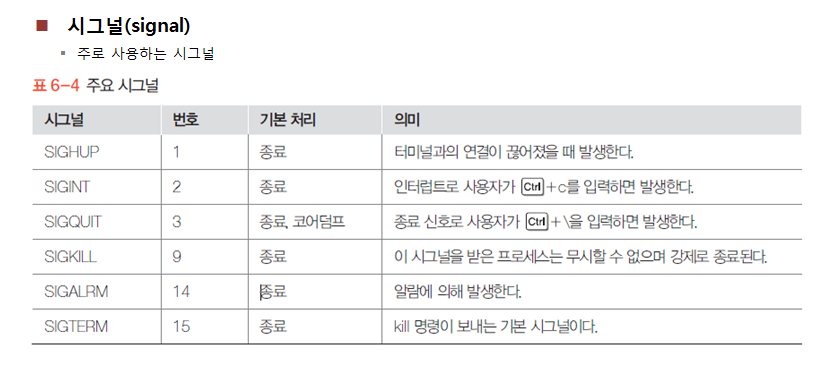 시그널(signal)
주로 사용하는 시그널
표 6-4 주요 시그널
시그널 번호 기본 처리 의미
SIGHUP 1 종료 터미널과의 연결이 끊어졌을 때 발생한다.
SIGINT 2 종료 인터럽트로 사용자가 Ctrl+c를 입력하면 발생한다.
SIGQUIT 3 종료, 코어덤프 종료 신호로 사용자가 Ctrl+\을 입력하면 발생한다.
SIGKILL 9 종료 이 시그널을 받은 프로세스는 무시할 수 없으며 강제로 종료된다.
SIGALRM 14 종료 알람에 의해 발생한다.
SIGTERM 15 종료 kill 명령이 보내는 기본 시그널이다.